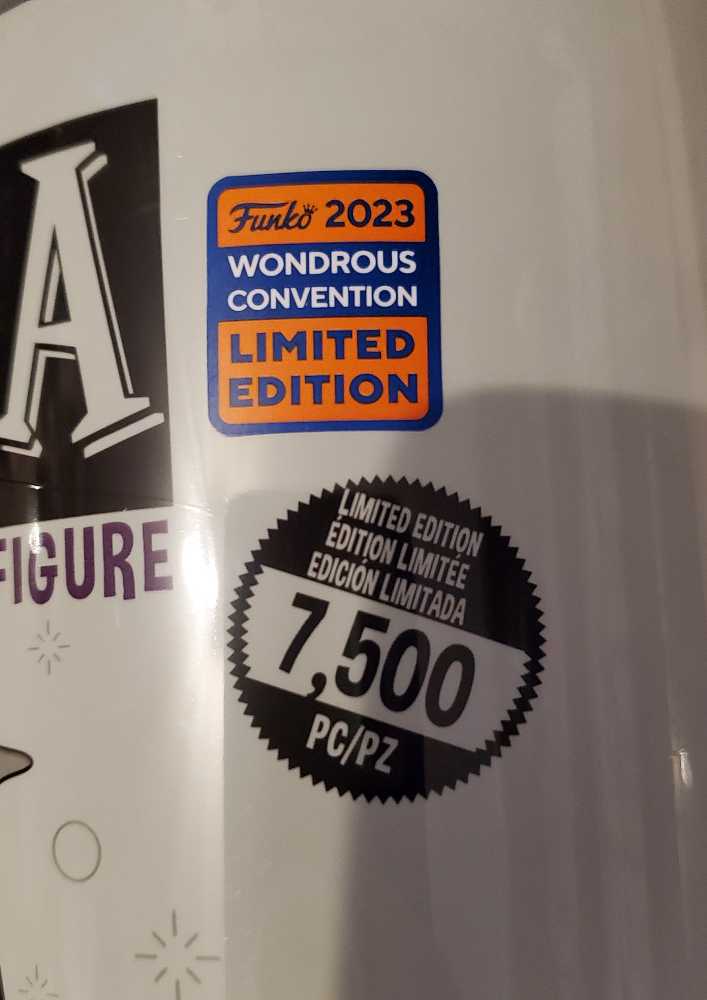 A
FIGURE
Funko 2023
WONDROUS
CONVENTION
LIMITED
EDITION
LIMITED EDITION
ÉDITION LIMITÉE
EDICIÓN LIMITADA
7,500
PC/PZ